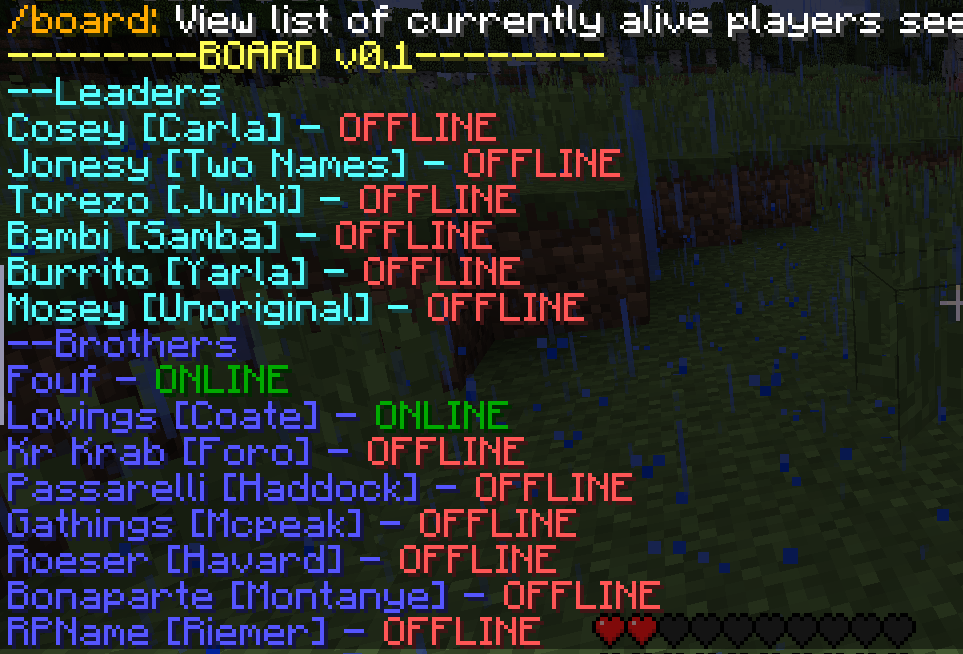 /board: View list of currently alive players see
--------BOARD v0.1--------
--Leaders
Cosey [Carla] - OFFLINE
Jonesy [Two Names] - OFFLINE
Torezo [Jumbi] - OFFLINE
Bambi [Samba] - OFFLINE
Burrito [Yarla] - OFFLINE
Mosey [Unoriginal] - OFFLINE
--Brothers
Fouf - ONLINE
Lovings [Coate] - ONLINE
Kr Krab [Foro] - OFFLINE
Passarelli [Haddock] - OFFLINE
Gathings [Mcpeak] - OFFLINE
Roeser [Havard] - OFFLINE
Bonaparte [Montanye] - OFFLINE
RPName [Riemer] - OFFLINE